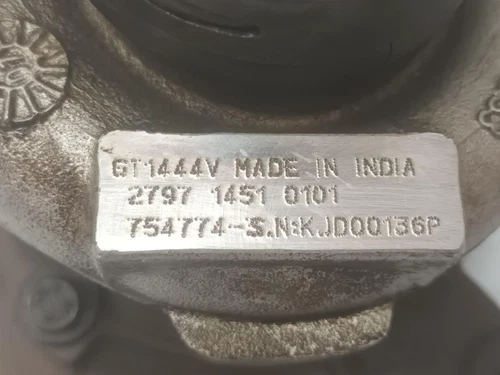 GT1444V MADE IN INDIA
2797 1451 0101
754774-S.N:KJD00136P